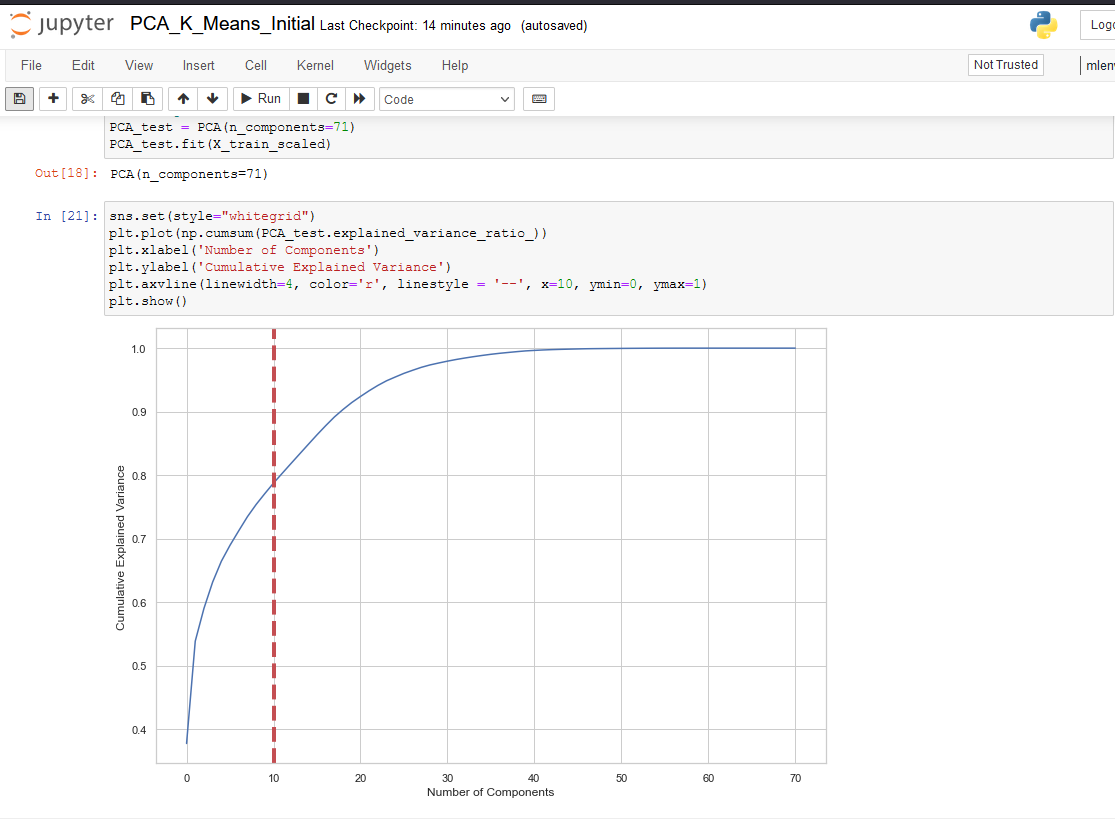 jupyter PCA_K_Means_Initial Last Checkpoint: 14 minutes ago (autosaved)
File Edit View Insert Cell Kernel Widgets Help Not Trusted
Run Code
PCA_test = PCA(n_components=71)
PCA_test.fit(X_train_scaled)
Out[18]: PCA(n_components=71)
In [21]: sns.set(style="whitegrid")
plt.plot(np.cumsum(PCA_test.explained_variance_ratio_))
plt.xlabel('Number of Components')
plt.ylabel('Cumulative Explained Variance')
plt.axvline(linewidth=4, color='r', linestyle = '--', x=10, ymin=0, ymax=1)
plt.show()
1.0
0.9
0.8
0.7
0.6
0.5
0.4
Cumulative Explained Variance
0 10 20 30 40 50 60 70
Number of Components